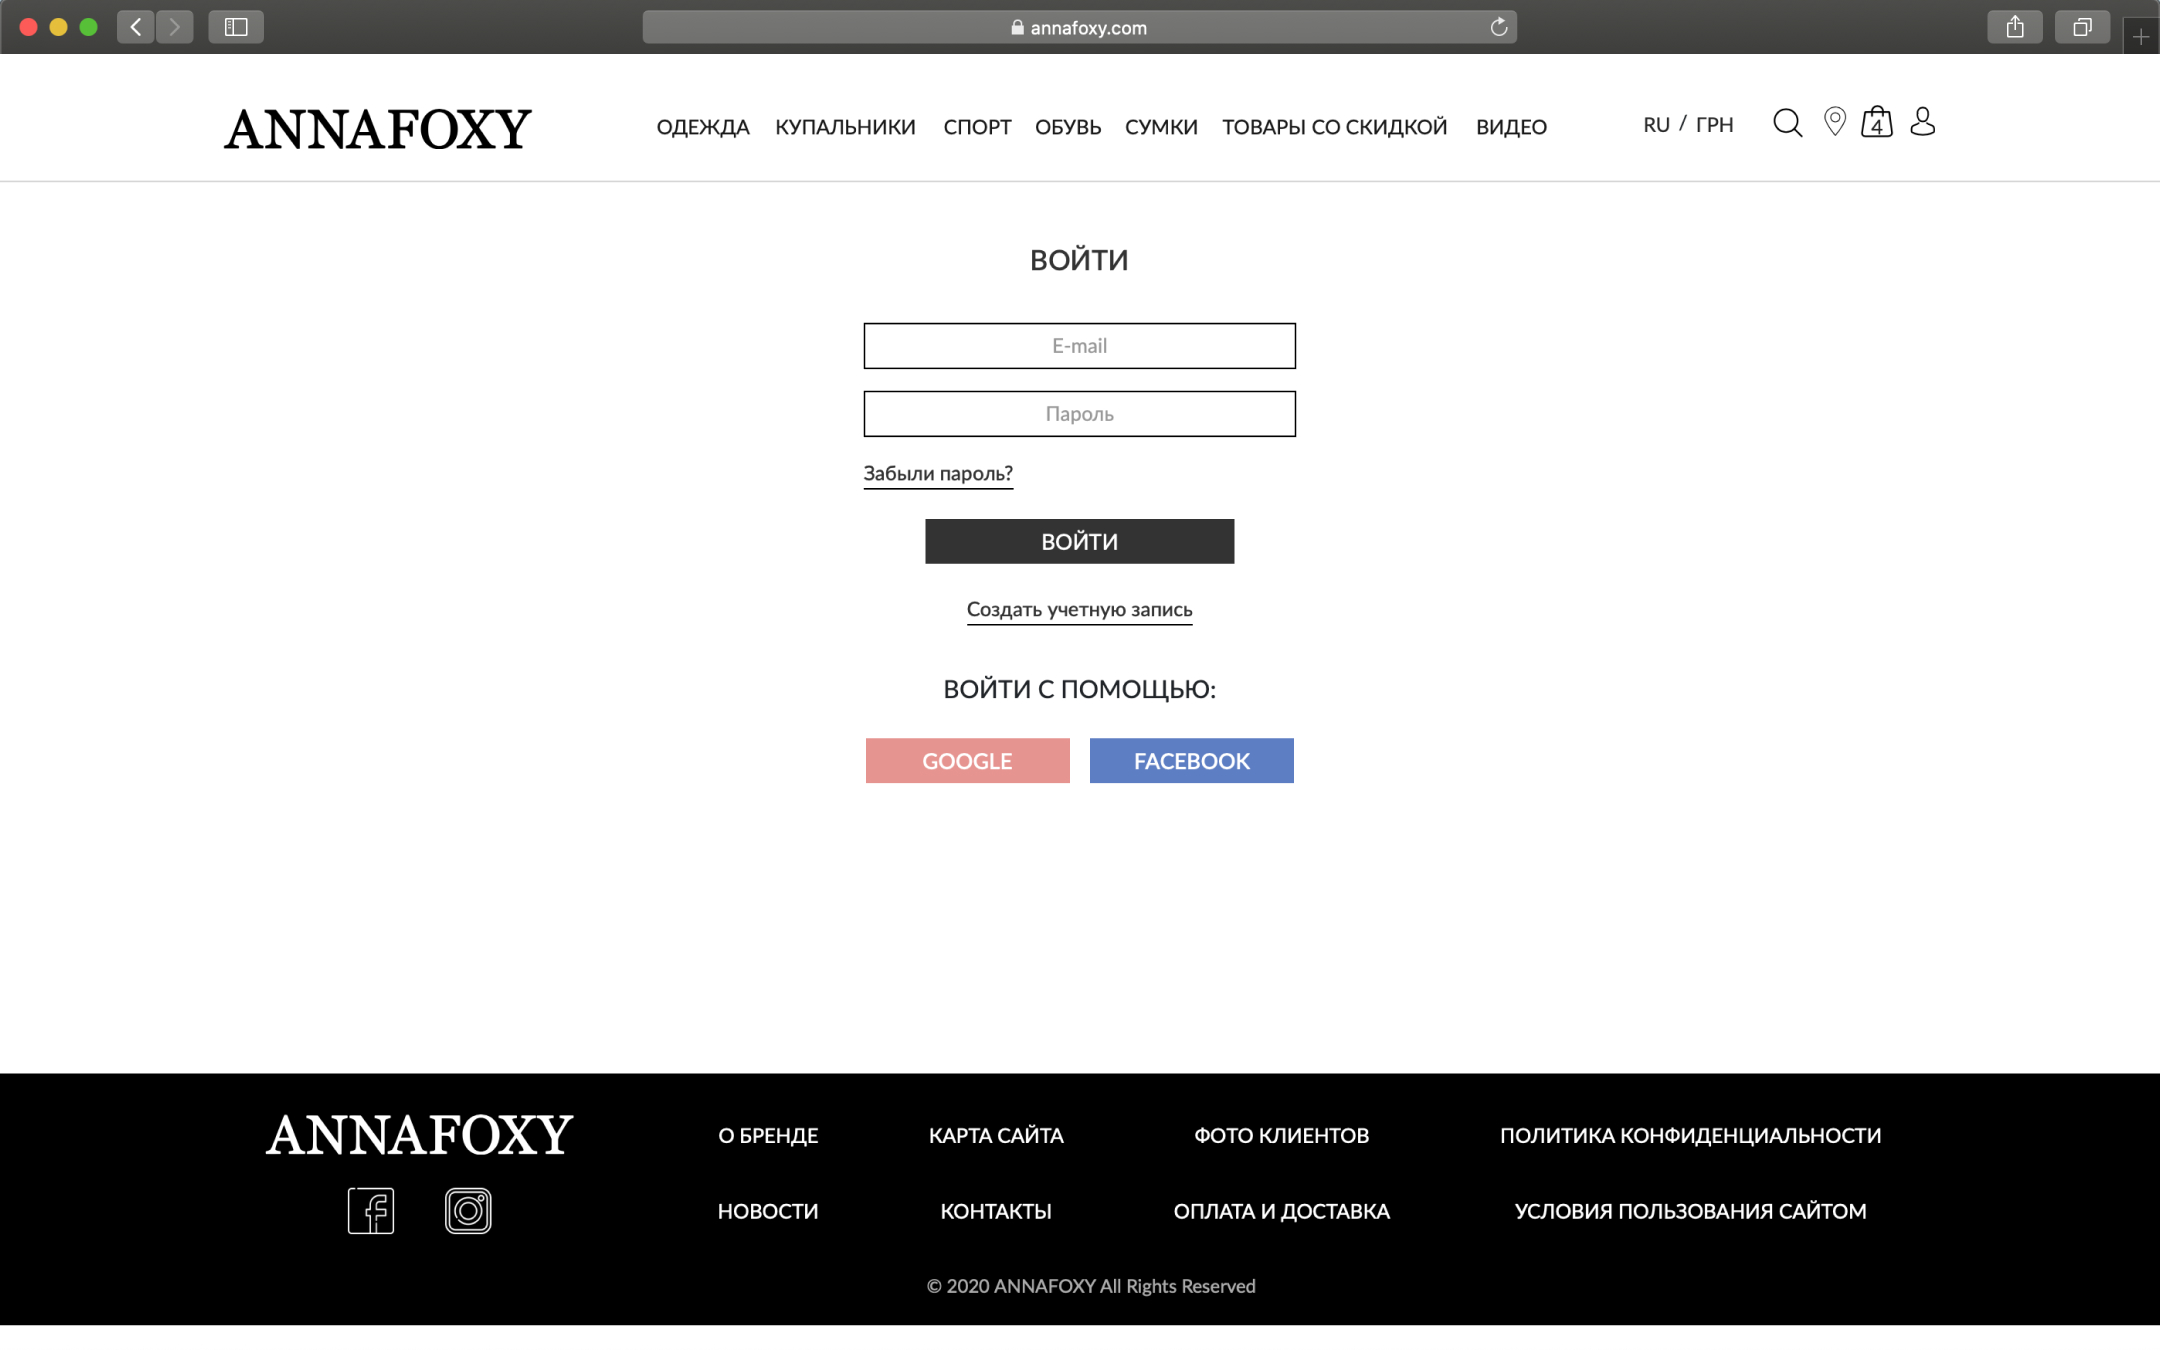 annafoxy.com
ANNAFOXY
ОДЕЖДА КУПАЛЬНИКИ СПОРТ ОБУВЬ СУМКИ ТОВАРЫ СО СКИДКОЙ ВИДЕО
RU / ГРН
4
ВОЙТИ
E-mail
Пароль
Забыли пароль?
ВОЙТИ
Создать учетную запись
ВОЙТИ С ПОМОЩЬЮ:
GOOGLE FACEBOOK
ANNAFOXY
О БРЕНДЕ КАРТА САЙТА ФОТО КЛИЕНТОВ ПОЛИТИКА КОНФИДЕНЦИАЛЬНОСТИ
НОВОСТИ КОНТАКТЫ ОПЛАТА И ДОСТАВКА УСЛОВИЯ ПОЛЬЗОВАНИЯ САЙТОМ
© 2020 ANNAFOXY All Rights Reserved